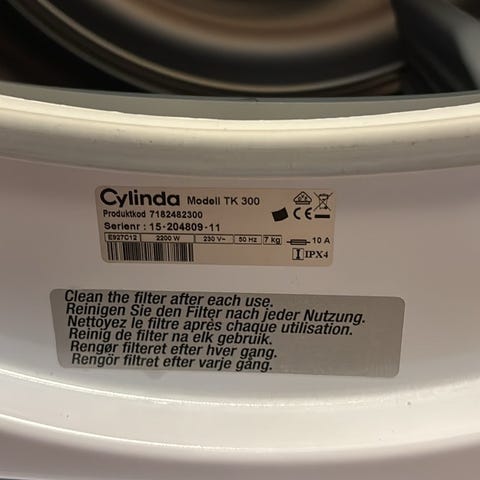 Cylinda Modell TK 300
Produktkod 7182482300
Serienr : 15-204809-11
E927C12 2200 W 230 V~ 50 Hz 7 kg 10 A
IPX4
Clean the filter after each use.
Reinigen Sie den Filter nach jeder Nutzung.
Nettoyez le filtre après chaque utilisation.
Reinig de filter na elk gebruik.
Rengør filteret efter hver gang.
Rengör filtret efter varje gång.